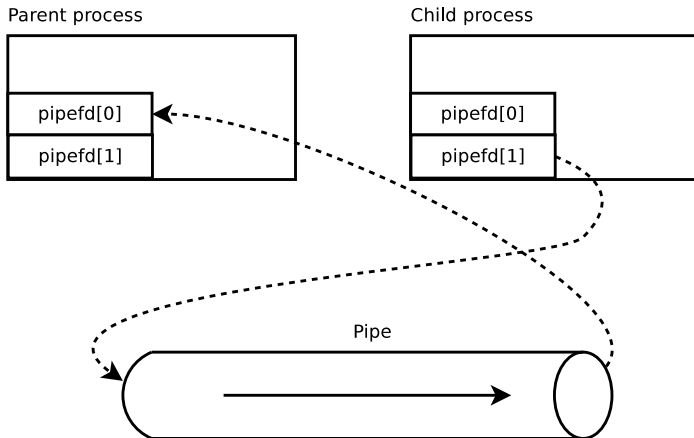 Parent process
Child process
pipefd[0]
pipefd[1]
pipefd[0]
pipefd[1]
Pipe